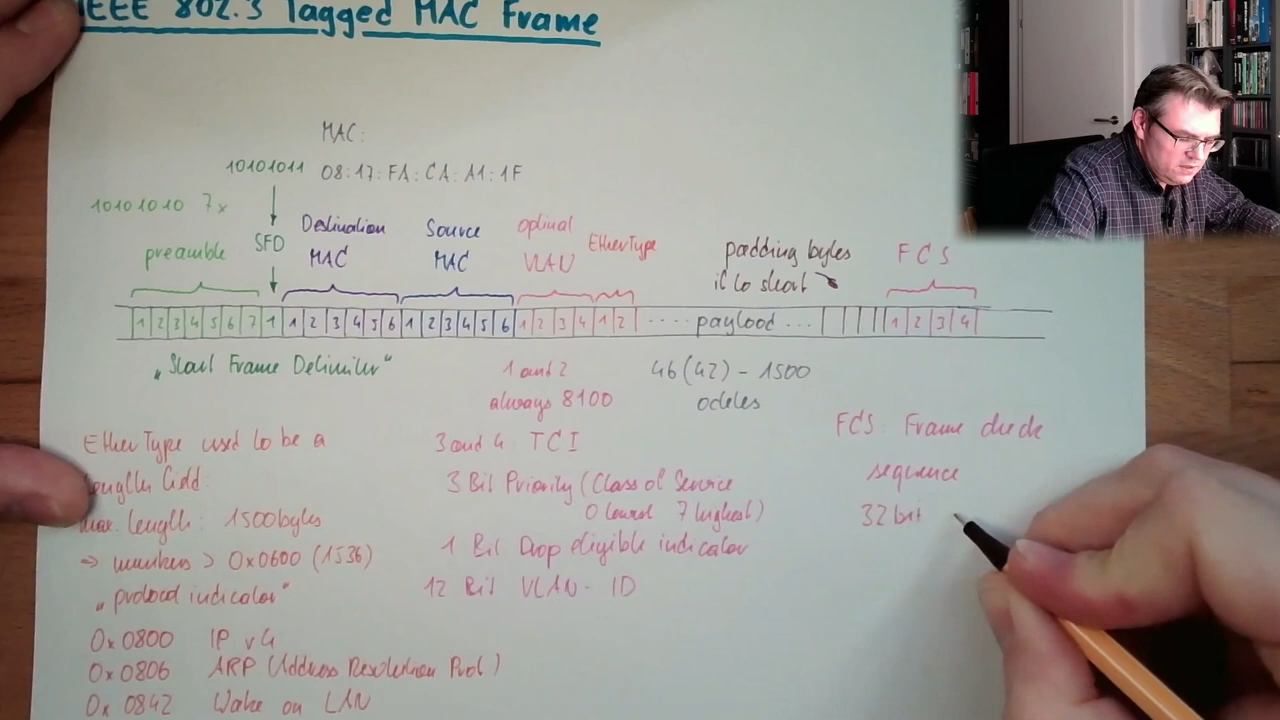 IEEE 802.3 Tagged MAC Frame
MAC:
10101011 08:17:FA:CA:A1:1F
10101010 7x
preamble
SFD
Destination
MAC
Source
MAC
optional
VLAN
EtherType
padding bytes
if to short
FCS
1 2 3 4 5 6 7 1 1 2 3 4 5 6 1 2 3 4 5 6 1 2 3 4 1 2 .... payload ... 1 2 3 4
"Start Frame Delimiter"
1 and 2
always 8100
46(42) - 1500
octetes
EtherType used to be a
length field.
max. length: 1500bytes
=> numbers > 0x0600 (1536)
"protocol indicator"
0x0800 IP v4
0x0806 ARP (Address Resolution Prot.)
0x0842 Wake on LAN
3 and 4 TCI
3 Bit Priority (Class of Service
0 lowest 7 highest)
1 Bit Drop eligible indicator
12 Bit VLAN-ID
FCS: Frame check
sequence
32 bit